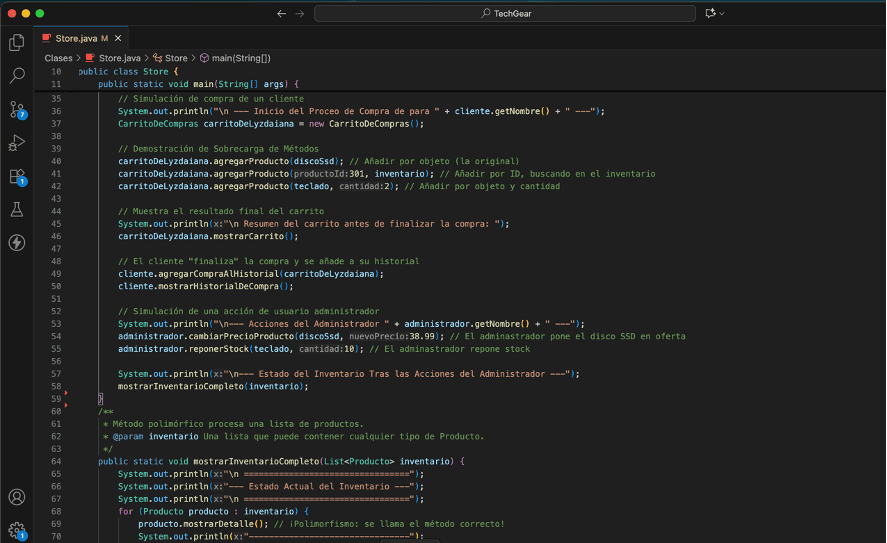 TechGear
Store.java M
Clases > Store.java > Store > main(String[])
10 public class Store {
11 public static void main(String[] args) {
35 // Simulación de compra de un cliente
36 System.out.println("\n --- Inicio del Proceo de Compra de para " + cliente.getNombre() + " ---");
37 CarritoDeCompras carritoDeLyzdaiana = new CarritoDeCompras();
38
39 // Demostración de Sobrecarga de Métodos
40 carritoDeLyzdaiana.agregarProducto(discoSsd); // Añadir por objeto (la original)
41 carritoDeLyzdaiana.agregarProducto(productoId:301, inventario); // Añadir por ID, buscando en el inventario
42 carritoDeLyzdaiana.agregarProducto(teclado, cantidad:2); // Añadir por objeto y cantidad
43
44 // Muestra el resultado final del carrito
45 System.out.println(x:"\n Resumen del carrito antes de finalizar la compra: ");
46 carritoDeLyzdaiana.mostrarCarrito();
47
48 // El cliente "finaliza" la compra y se añade a su historial
49 cliente.agregarCompraAlHistorial(carritoDeLyzdaiana);
50 cliente.mostrarHistorialDeCompra();
51
52 // Simulación de una acción de usuario administrador
53 System.out.println("\n--- Acciones del Administrador " + administrador.getNombre() + " ---");
54 administrador.cambiarPrecioProducto(discoSsd, nuevoPrecio:38.99); // El adminastrador pone el disco SSD en oferta
55 administrador.reponerStock(teclado, cantidad:10); // El adminastrador repone stock
56
57 System.out.println(x:"\n--- Estado del Inventario Tras las Acciones del Administrador ---");
58 mostrarInventarioCompleto(inventario);
59 }
60 /**
61 * Método polimórfico procesa una lista de productos.
62 * @param inventario Una lista que puede contener cualquier tipo de Producto.
63 */
64 public static void mostrarInventarioCompleto(List<Producto> inventario) {
65 System.out.println(x:"\n =================================");
66 System.out.println(x:"--- Estado Actual del Inventario ---");
67 System.out.println(x:"\n =================================");
68 for (Producto producto : inventario) {
69 producto.mostrarDetalle(); // ¡Polimorfismo: se llama el método correcto!
70 System.out.println(x:"--------------------------------");
7
1
1